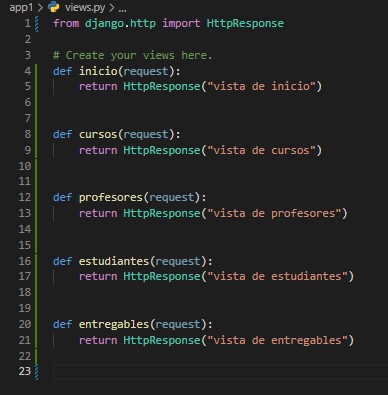 app1 > views.py > ...
1 from django.http import HttpResponse
2
3 # Create your views here.
4 def inicio(request):
5     return HttpResponse("vista de inicio")
6
7
8 def cursos(request):
9     return HttpResponse("vista de cursos")
10
11
12 def profesores(request):
13     return HttpResponse("vista de profesores")
14
15
16 def estudiantes(request):
17     return HttpResponse("vista de estudiantes")
18
19
20 def entregables(request):
21     return HttpResponse("vista de entregables")
22
23